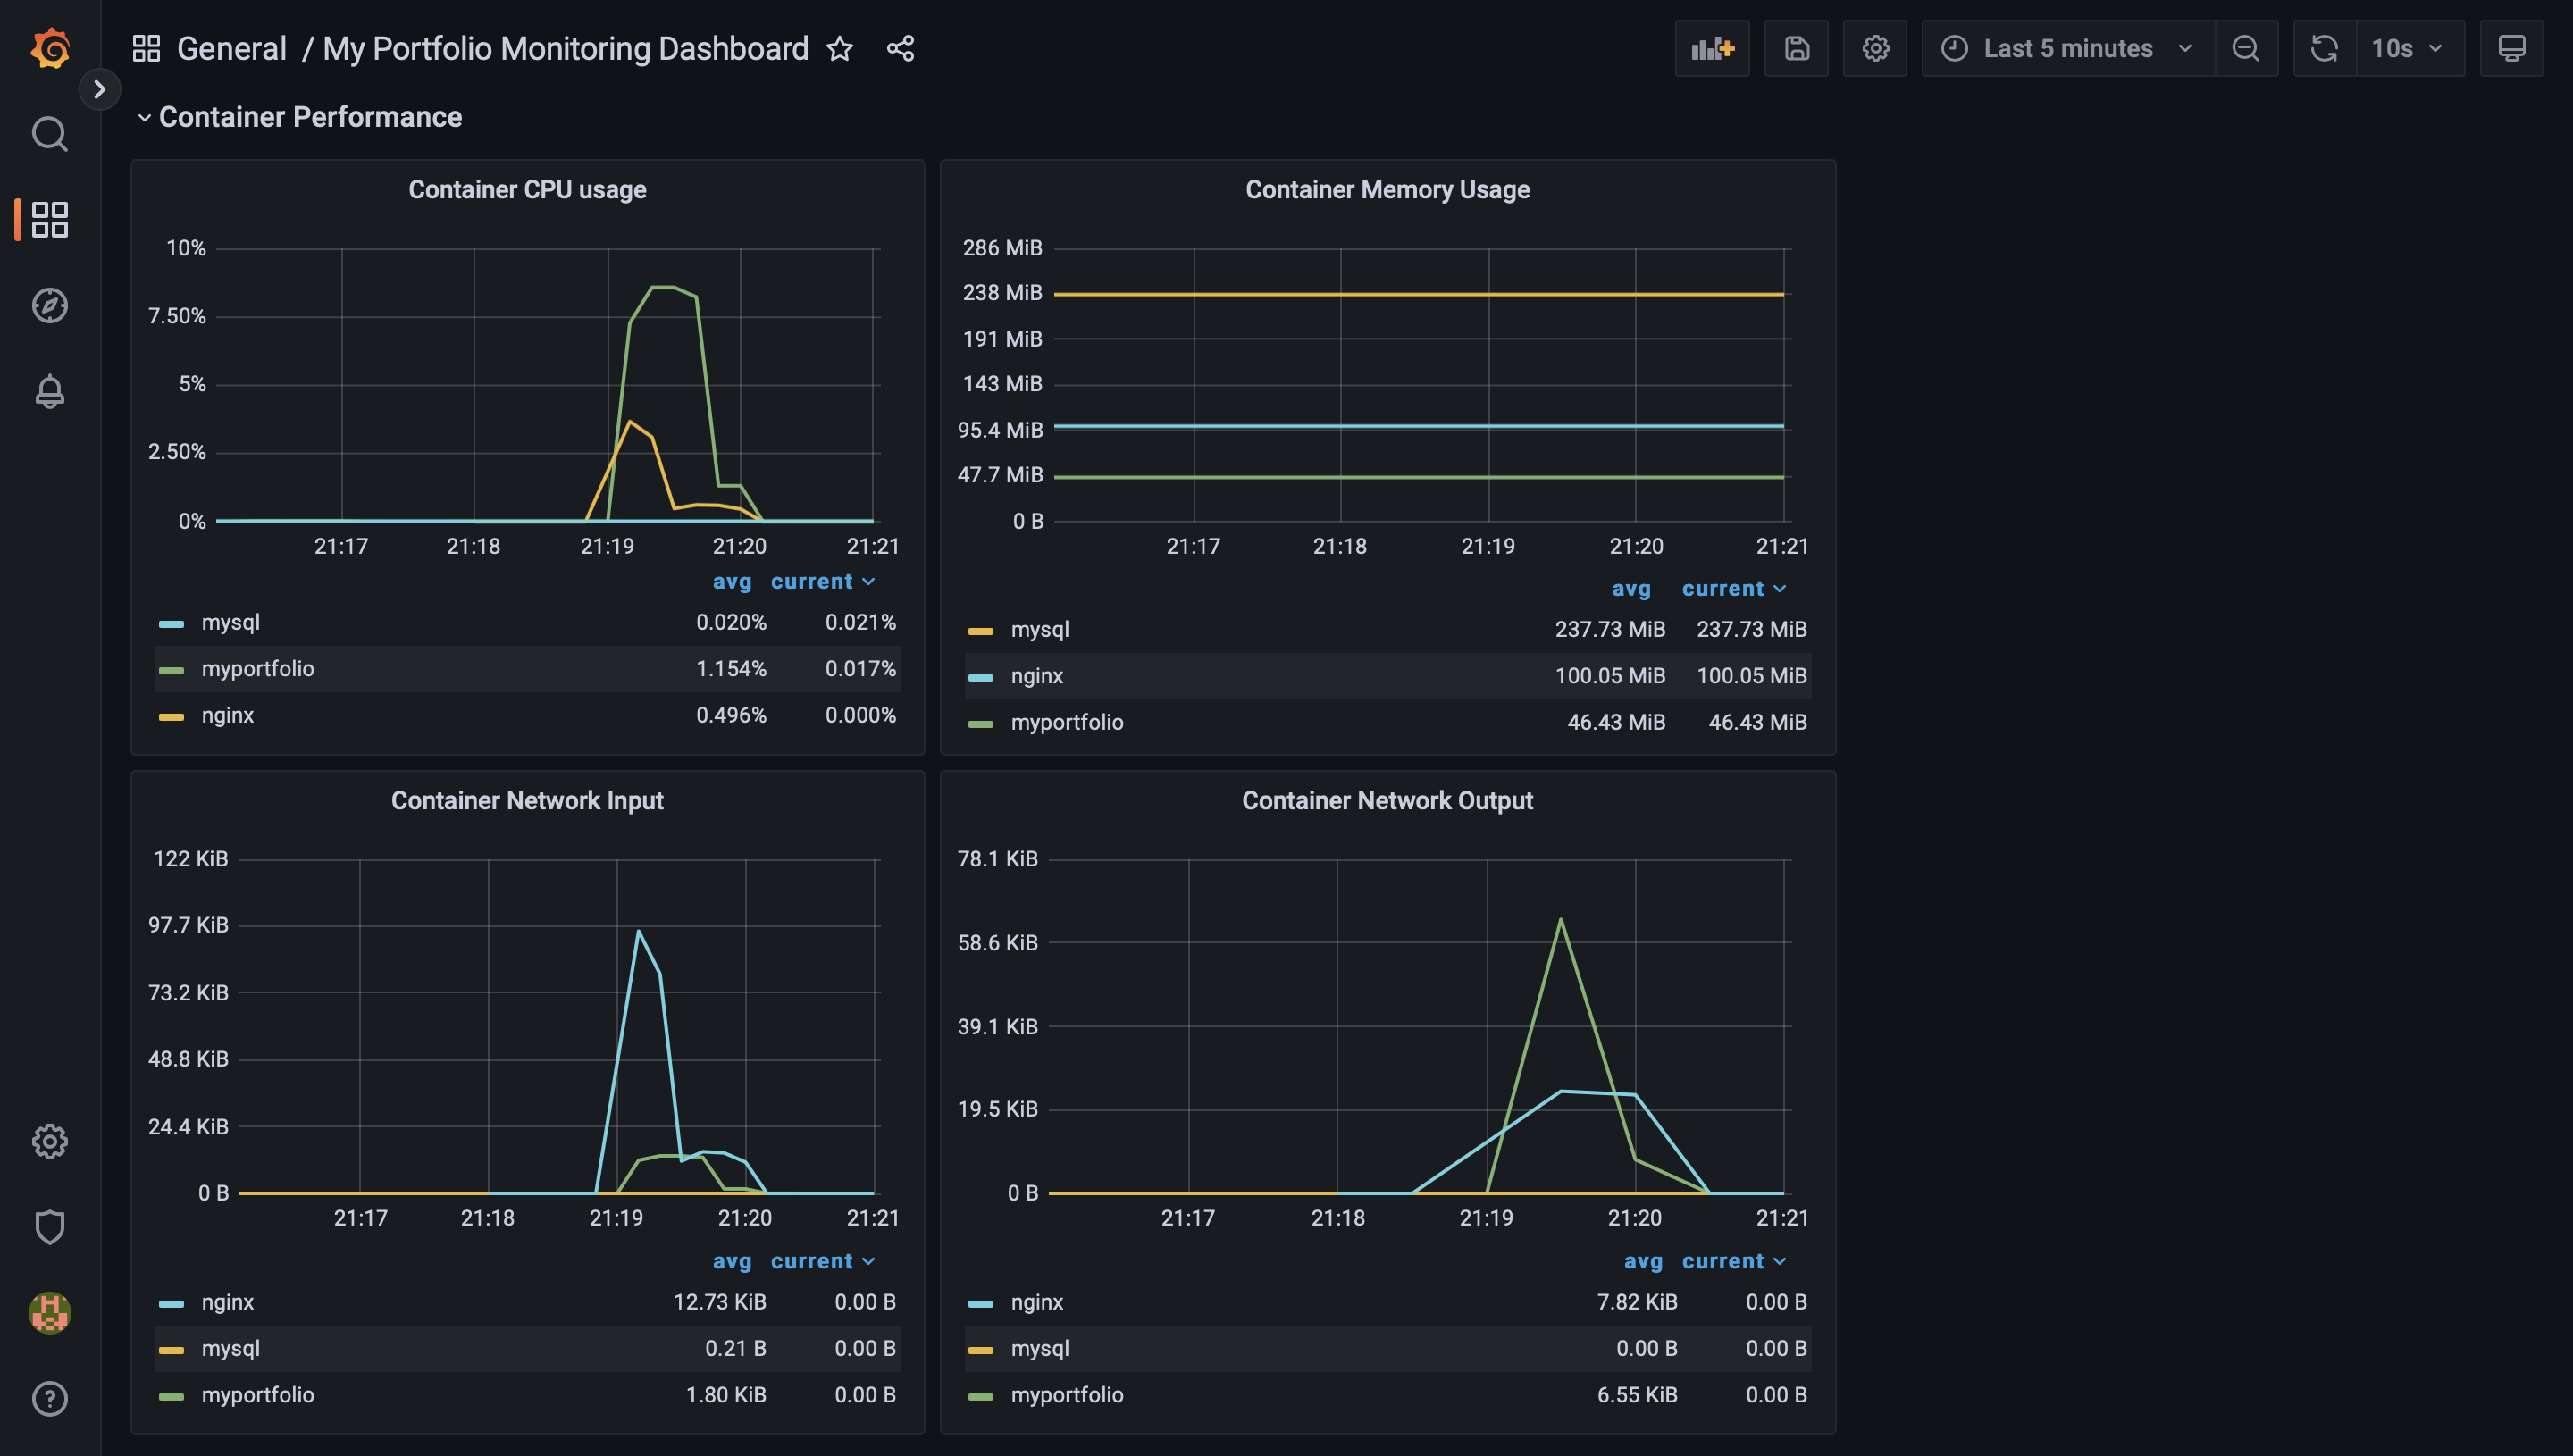 General / My Portfolio Monitoring Dashboard
Last 5 minutes
10s
Container Performance
Container CPU usage
10%
7.50%
5%
2.50%
0%
21:17 21:18 21:19 21:20 21:21
avg current
mysql 0.020% 0.021%
myportfolio 1.154% 0.017%
nginx 0.496% 0.000%
Container Memory Usage
286 MiB
238 MiB
191 MiB
143 MiB
95.4 MiB
47.7 MiB
0 B
21:17 21:18 21:19 21:20 21:21
avg current
mysql 237.73 MiB 237.73 MiB
nginx 100.05 MiB 100.05 MiB
myportfolio 46.43 MiB 46.43 MiB
Container Network Input
122 KiB
97.7 KiB
73.2 KiB
48.8 KiB
24.4 KiB
0 B
21:17 21:18 21:19 21:20 21:21
avg current
nginx 12.73 KiB 0.00 B
mysql 0.21 B 0.00 B
myportfolio 1.80 KiB 0.00 B
Container Network Output
78.1 KiB
58.6 KiB
39.1 KiB
19.5 KiB
0 B
21:17 21:18 21:19 21:20 21:21
avg current
nginx 7.82 KiB 0.00 B
mysql 0.00 B 0.00 B
myportfolio 6.55 KiB 0.00 B